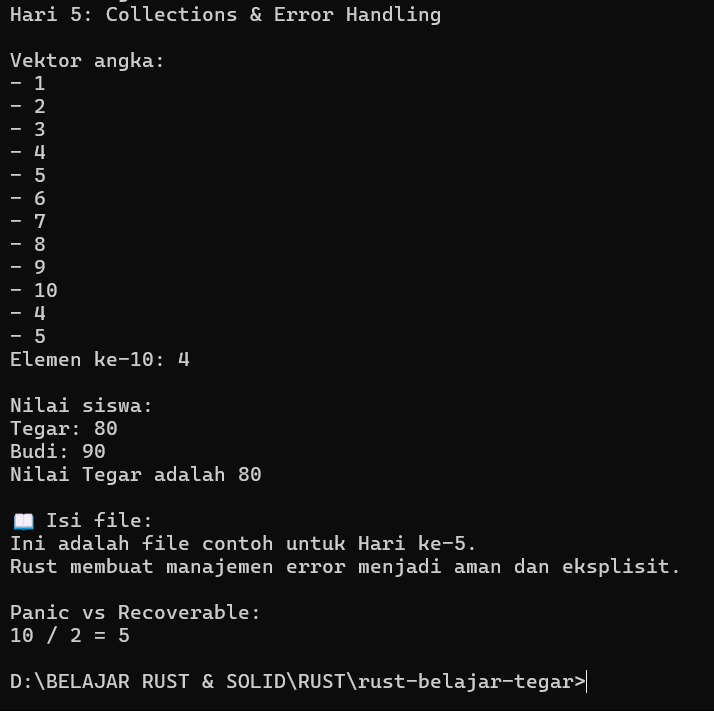 Hari 5: Collections & Error Handling
Vektor angka:
- 1
- 2
- 3
- 4
- 5
- 6
- 7
- 8
- 9
- 10
- 4
- 5
Elemen ke-10: 4
Nilai siswa:
Tegar: 80
Budi: 90
Nilai Tegar adalah 80
📖 Isi file:
Ini adalah file contoh untuk Hari ke-5.
Rust membuat manajemen error menjadi aman dan eksplisit.
Panic vs Recoverable:
10 / 2 = 5
D:\BELAJAR RUST & SOLID\RUST\rust-belajar-tegar>